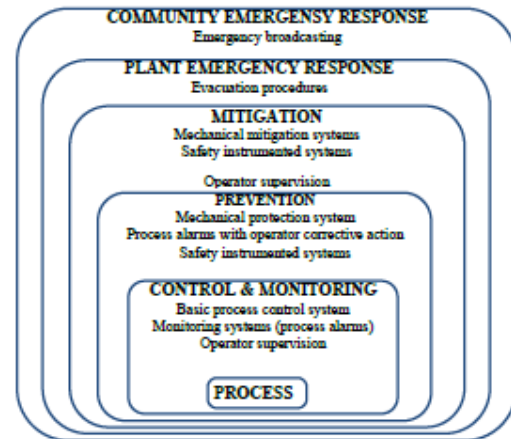 COMMUNITY EMERGENSY RESPONSE
Emergency broadcasting
PLANT EMERGENCY RESPONSE
Evacuation procedures
MITIGATION
Mechanical mitigation systems
Safety instrumented systems
Operator supervision
PREVENTION
Mechanical protection system
Process alarms with operator corrective action
Safety instrumented systems
CONTROL & MONITORING
Basic process control system
Monitoring systems (process alarms)
Operator supervision
PROCESS